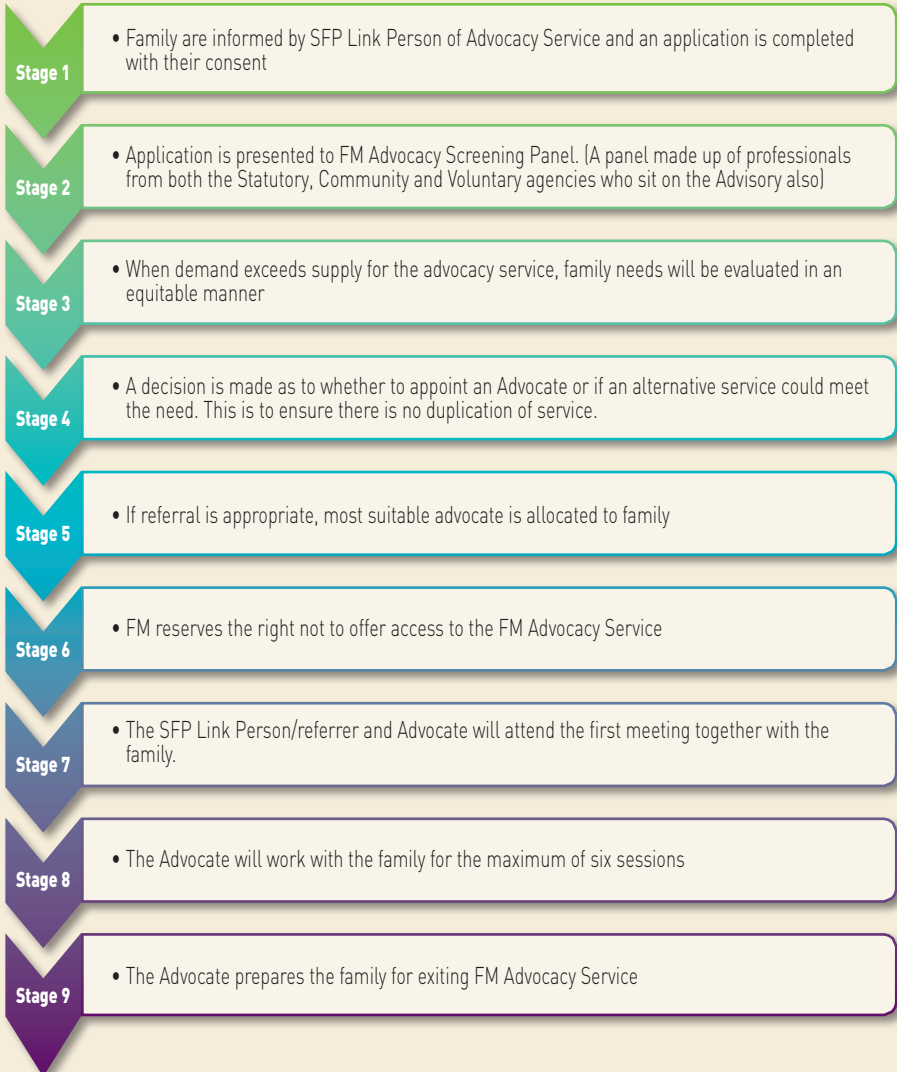 Stage 1
• Family are informed by SFP Link Person of Advocacy Service and an application is completed
with their consent
Stage 2
• Application is presented to FM Advocacy Screening Panel. (A panel made up of professionals
from both the Statutory, Community and Voluntary agencies who sit on the Advisory also)
Stage 3
• When demand exceeds supply for the advocacy service, family needs will be evaluated in an
equitable manner
Stage 4
• A decision is made as to whether to appoint an Advocate or if an alternative service could meet
the need. This is to ensure there is no duplication of service.
Stage 5
• If referral is appropriate, most suitable advocate is allocated to family
Stage 6
• FM reserves the right not to offer access to the FM Advocacy Service
Stage 7
• The SFP Link Person/referrer and Advocate will attend the first meeting together with the
family.
Stage 8
• The Advocate will work with the family for the maximum of six sessions
Stage 9
• The Advocate prepares the family for exiting FM Advocacy Service